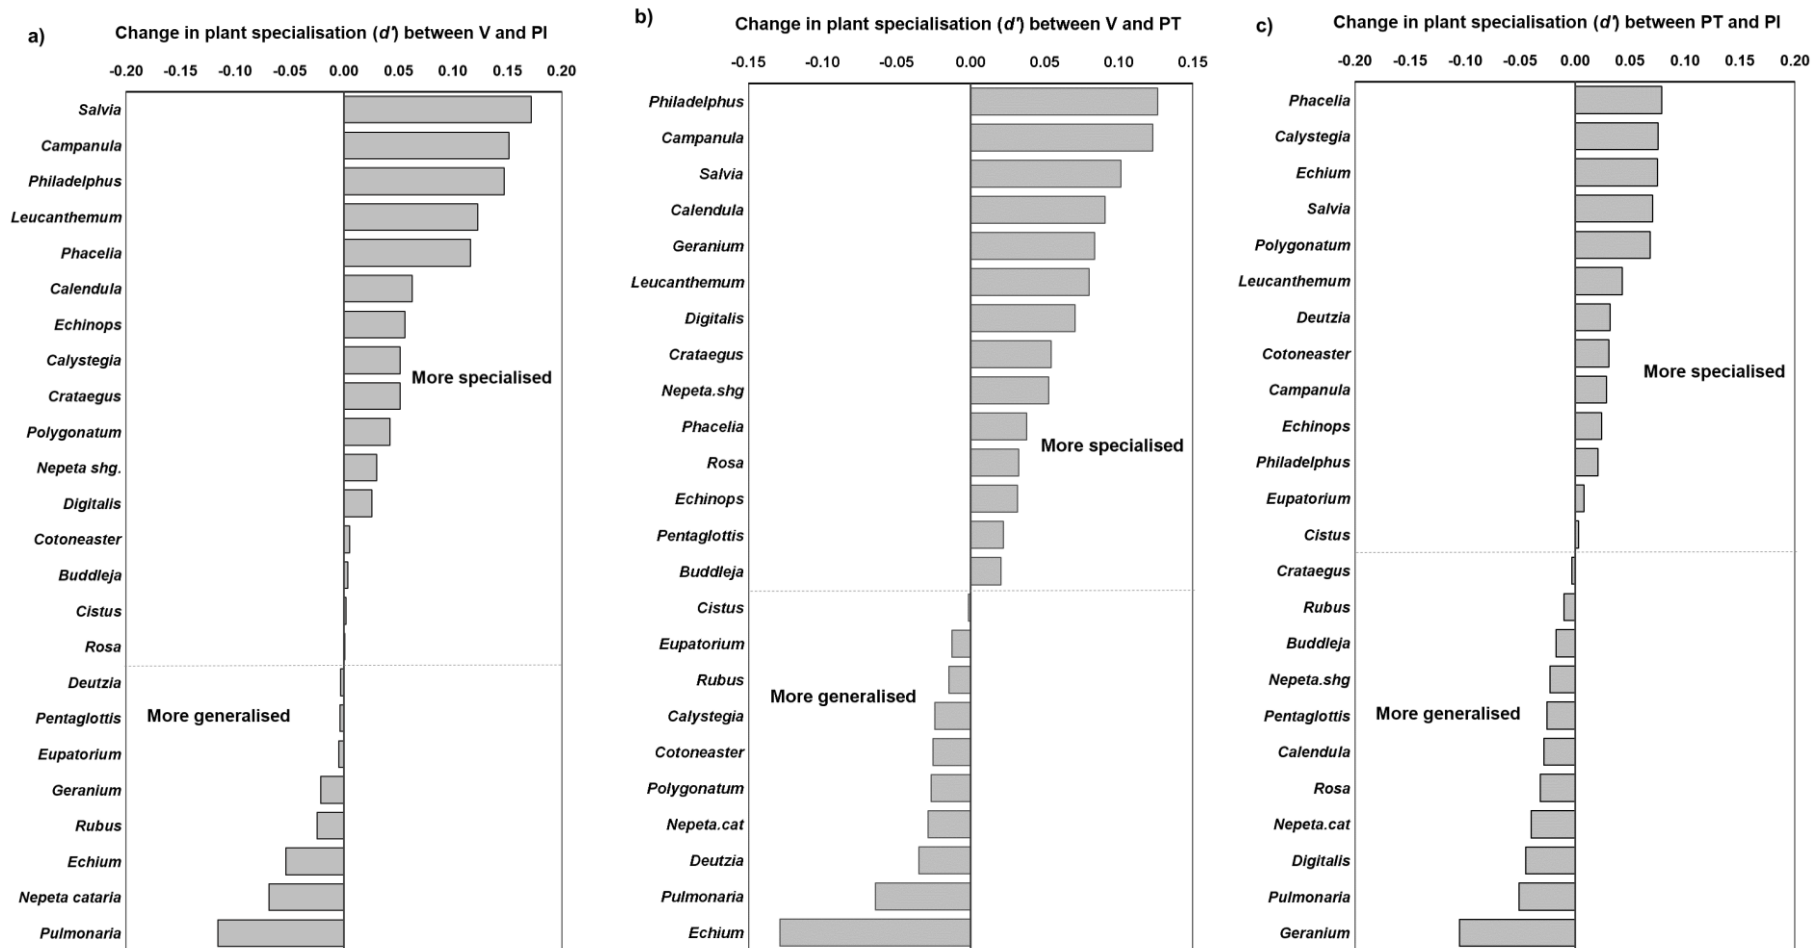 a)
Change in plant specialisation (d') between V and PI
-0.20 -0.15 -0.10 -0.05 0.00 0.05 0.10 0.15 0.20
Salvia
Campanula
Philadelphus
Leucanthemum
Phacelia
Calendula
Echinops
Calystegia
Crataegus
Polygonatum
Nepeta shg.
Digitalis
Cotoneaster
Buddleja
Cistus
Rosa
Deutzia
Pentaglottis
Eupatorium
Geranium
Rubus
Echium
Nepeta cataria
Pulmonaria
More specialised
More generalised
b)
Change in plant specialisation (d') between V and PT
-0.15 -0.10 -0.05 0.00 0.05 0.10 0.15
Philadelphus
Campanula
Salvia
Calendula
Geranium
Leucanthemum
Digitalis
Crataegus
Nepeta.shg
Phacelia
Rosa
Echinops
Pentaglottis
Buddleja
Cistus
Eupatorium
Rubus
Calystegia
Cotoneaster
Polygonatum
Nepeta.cat
Deutzia
Pulmonaria
Echium
More specialised
More generalised
c)
Change in plant specialisation (d') between PT and PI
-0.20 -0.15 -0.10 -0.05 0.00 0.05 0.10 0.15 0.20
Phacelia
Calystegia
Echium
Salvia
Polygonatum
Leucanthemum
Deutzia
Cotoneaster
Campanula
Echinops
Philadelphus
Eupatorium
Cistus
Crataegus
Rubus
Buddleja
Nepeta.shg
Pentaglottis
Calendula
Rosa
Nepeta.cat
Digitalis
Pulmonaria
Geranium
More specialised
More generalised